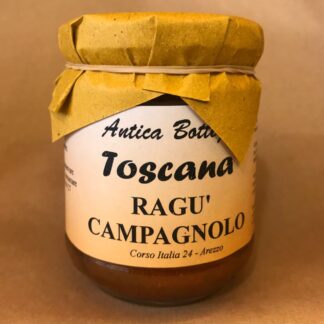 Antica
Toscana
RAGU'
CAMPAGNOLO
Corso Italia 24 - Arezzo